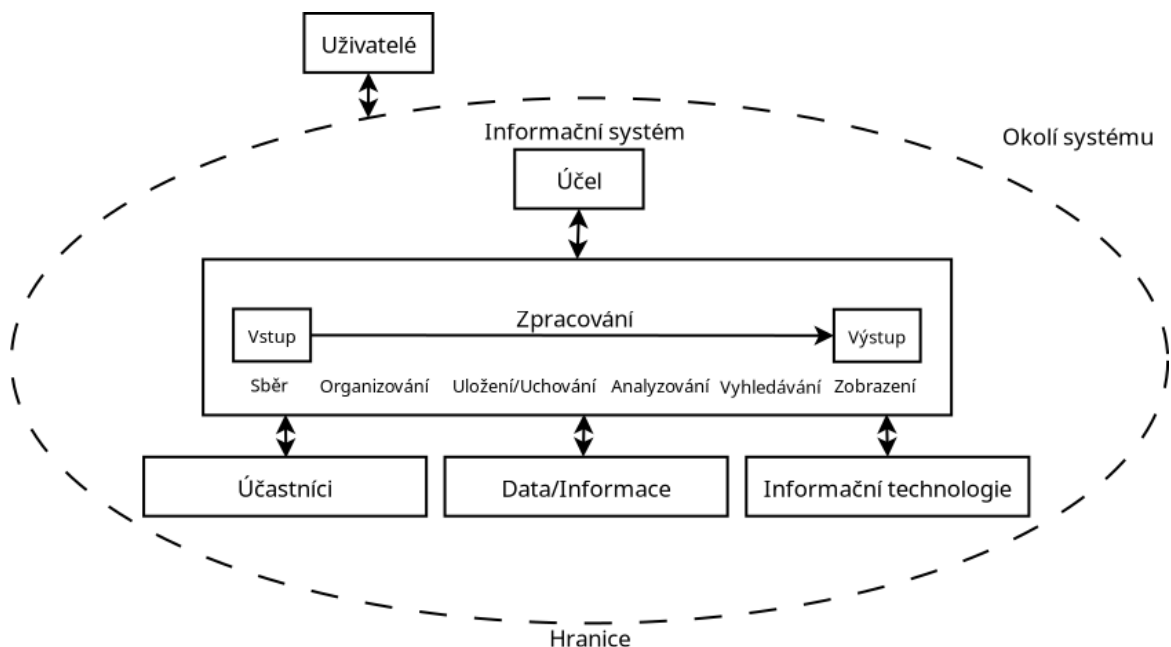 Uživatelé
Informační systém
Okolí systému
Účel
Zpracování
Vstup
Výstup
Sběr
Organizování
Uložení/Uchování
Analyzování
Vyhledávání
Zobrazení
Účastníci
Data/Informace
Informační technologie
Hranice